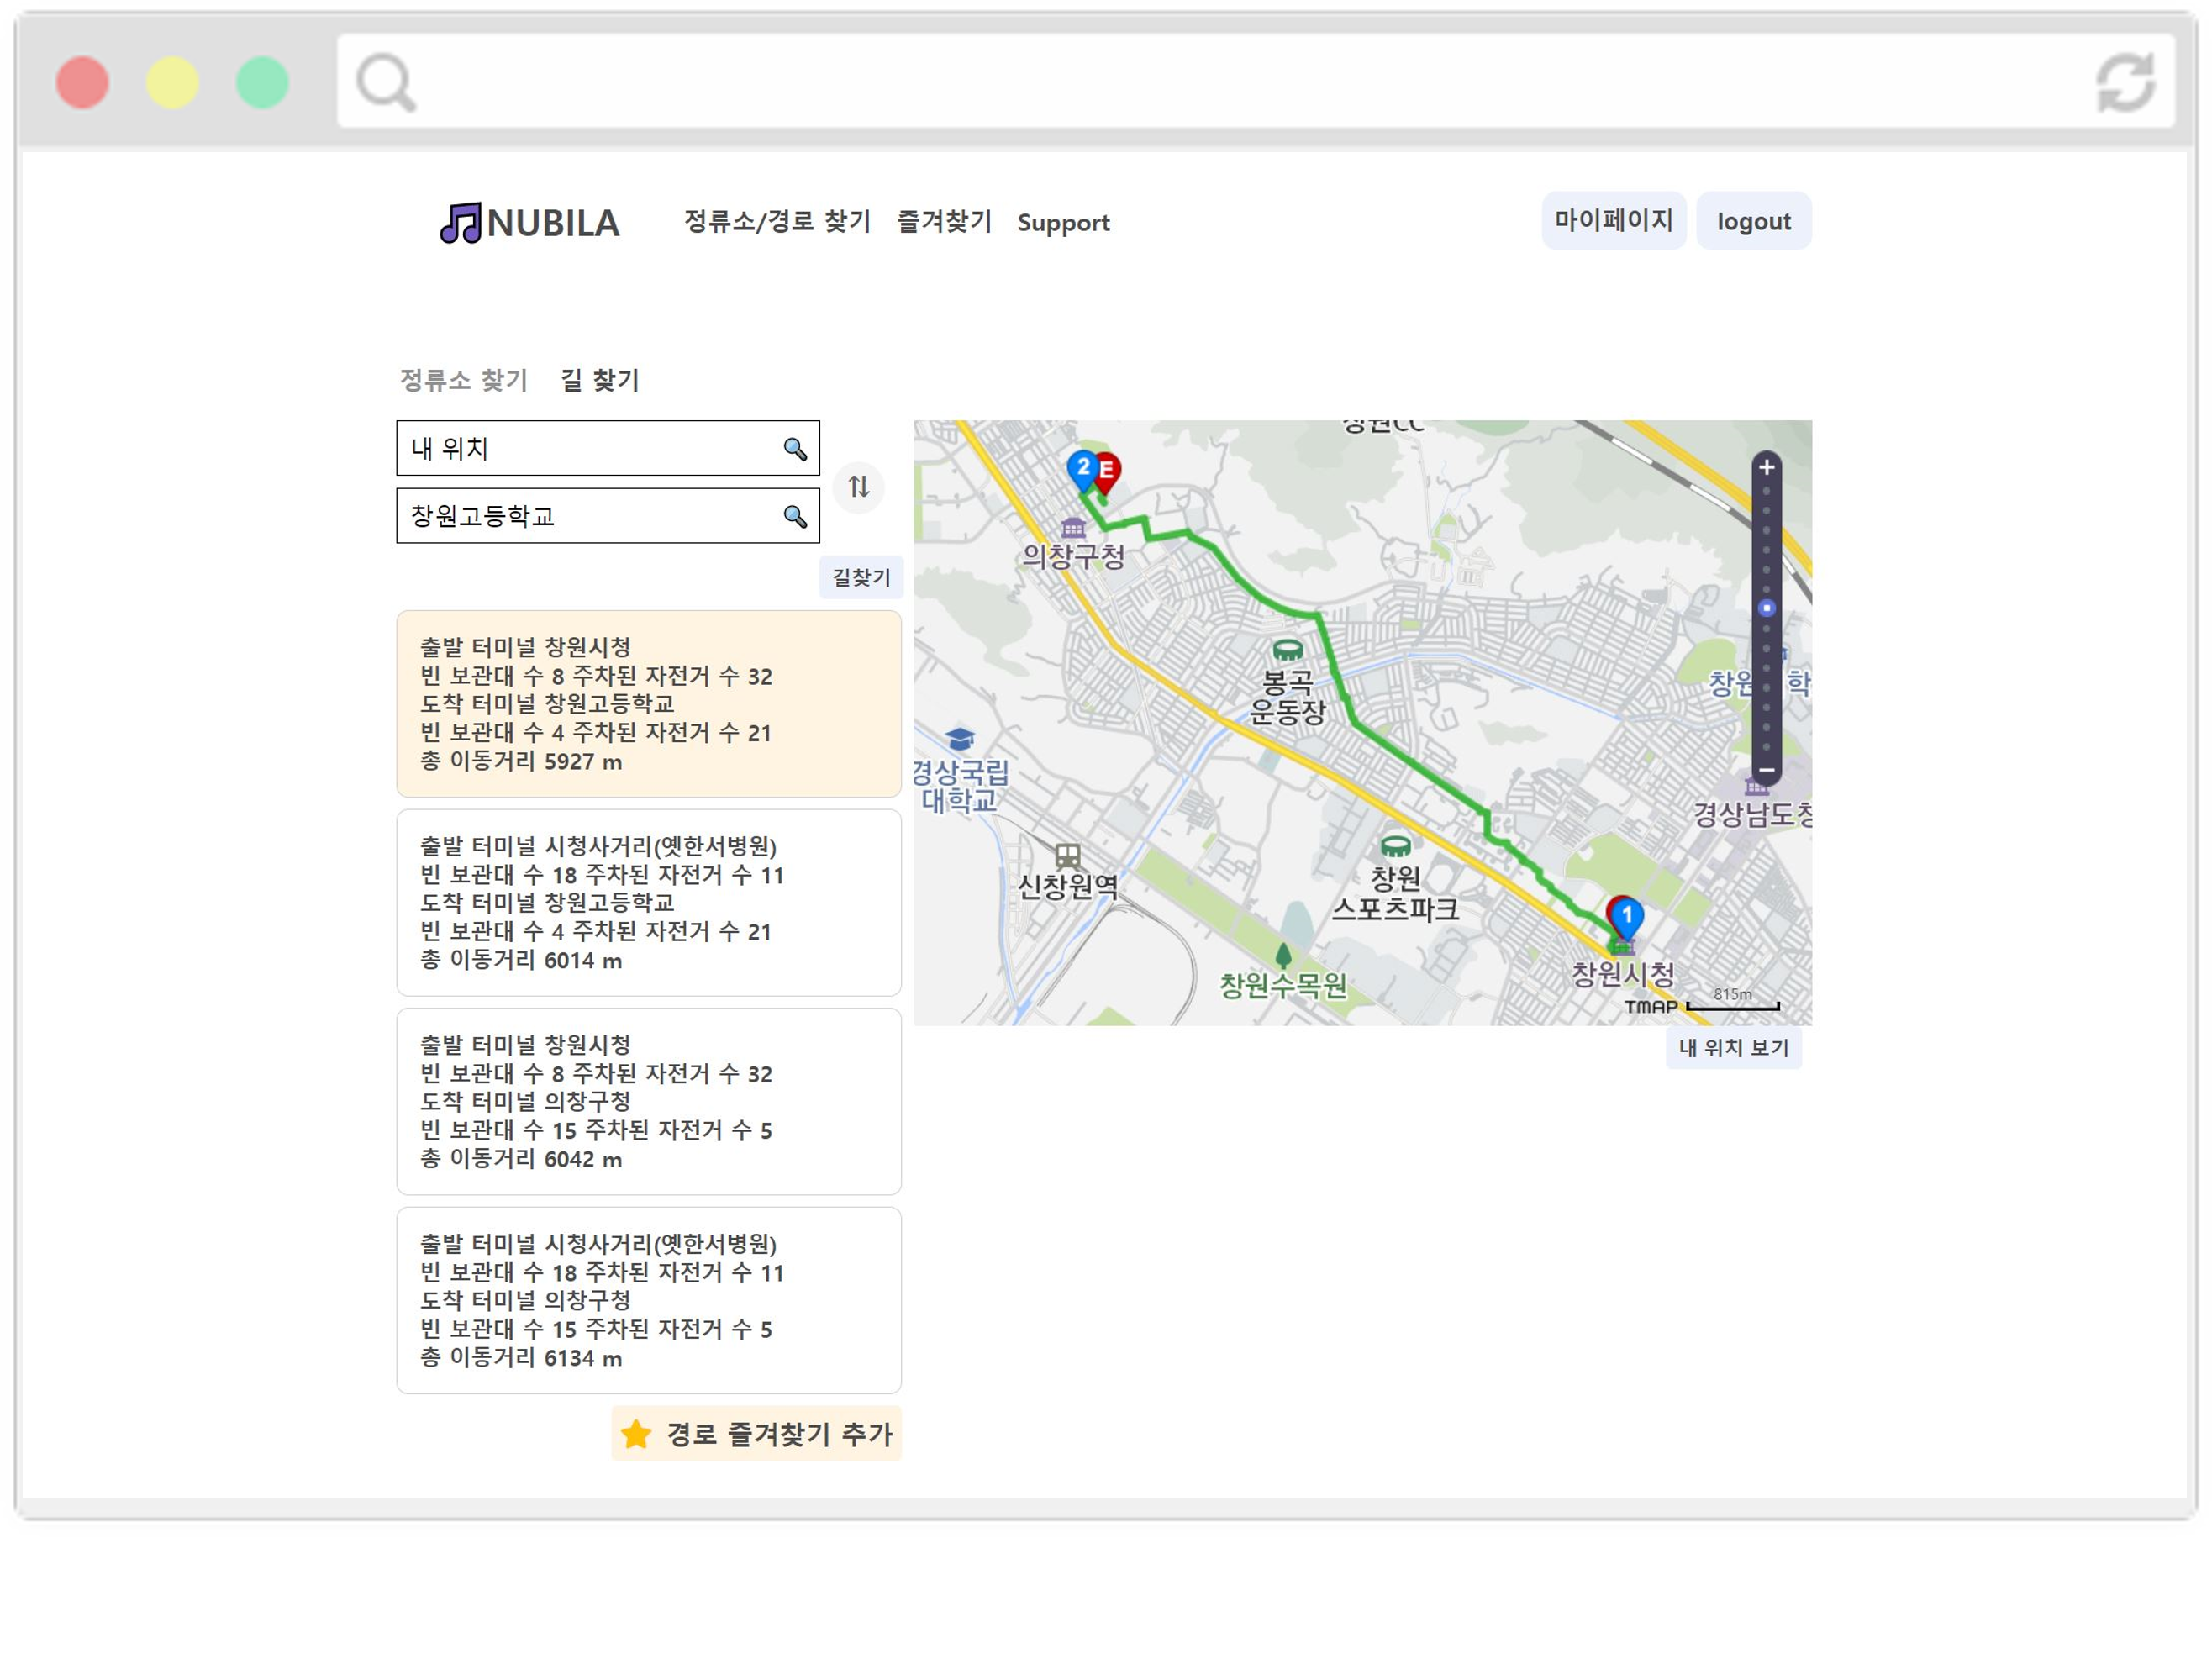 NUBILA
정류소/경로 찾기 즐겨찾기 Support
마이페이지 logout
정류소 찾기 길 찾기
내 위치
창원고등학교
길찾기
출발 터미널 창원시청
빈 보관대 수 8 주차된 자전거 수 32
도착 터미널 창원고등학교
빈 보관대 수 4 주차된 자전거 수 21
총 이동거리 5927 m
출발 터미널 시청사거리(옛한서병원)
빈 보관대 수 18 주차된 자전거 수 11
도착 터미널 창원고등학교
빈 보관대 수 4 주차된 자전거 수 21
총 이동거리 6014 m
출발 터미널 창원시청
빈 보관대 수 8 주차된 자전거 수 32
도착 터미널 의창구청
빈 보관대 수 15 주차된 자전거 수 5
총 이동거리 6042 m
출발 터미널 시청사거리(옛한서병원)
빈 보관대 수 18 주차된 자전거 수 11
도착 터미널 의창구청
빈 보관대 수 15 주차된 자전거 수 5
총 이동거리 6134 m
경로 즐겨찾기 추가
창원CC
2 E
의창구청
봉곡
운동장
경상국립
대학교
경상남도청
신창원역
창원
스포츠파크
1
창원수목원
창원시청
TMAP 815m
내 위치 보기